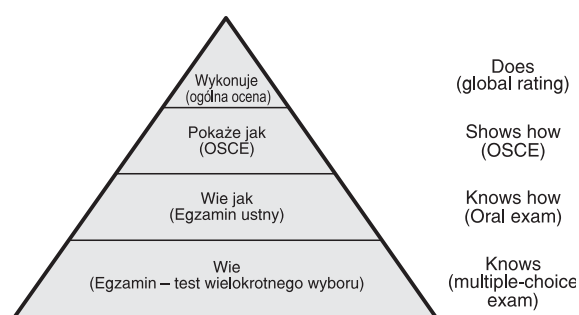 Wykonuje
(ogólna ocena)
Does
(global rating)
Pokaże jak
(OSCE)
Shows how
(OSCE)
Wie jak
(Egzamin ustny)
Knows how
(Oral exam)
Wie
(Egzamin – test wielokrotnego wyboru)
Knows
(multiple-choice
exam)